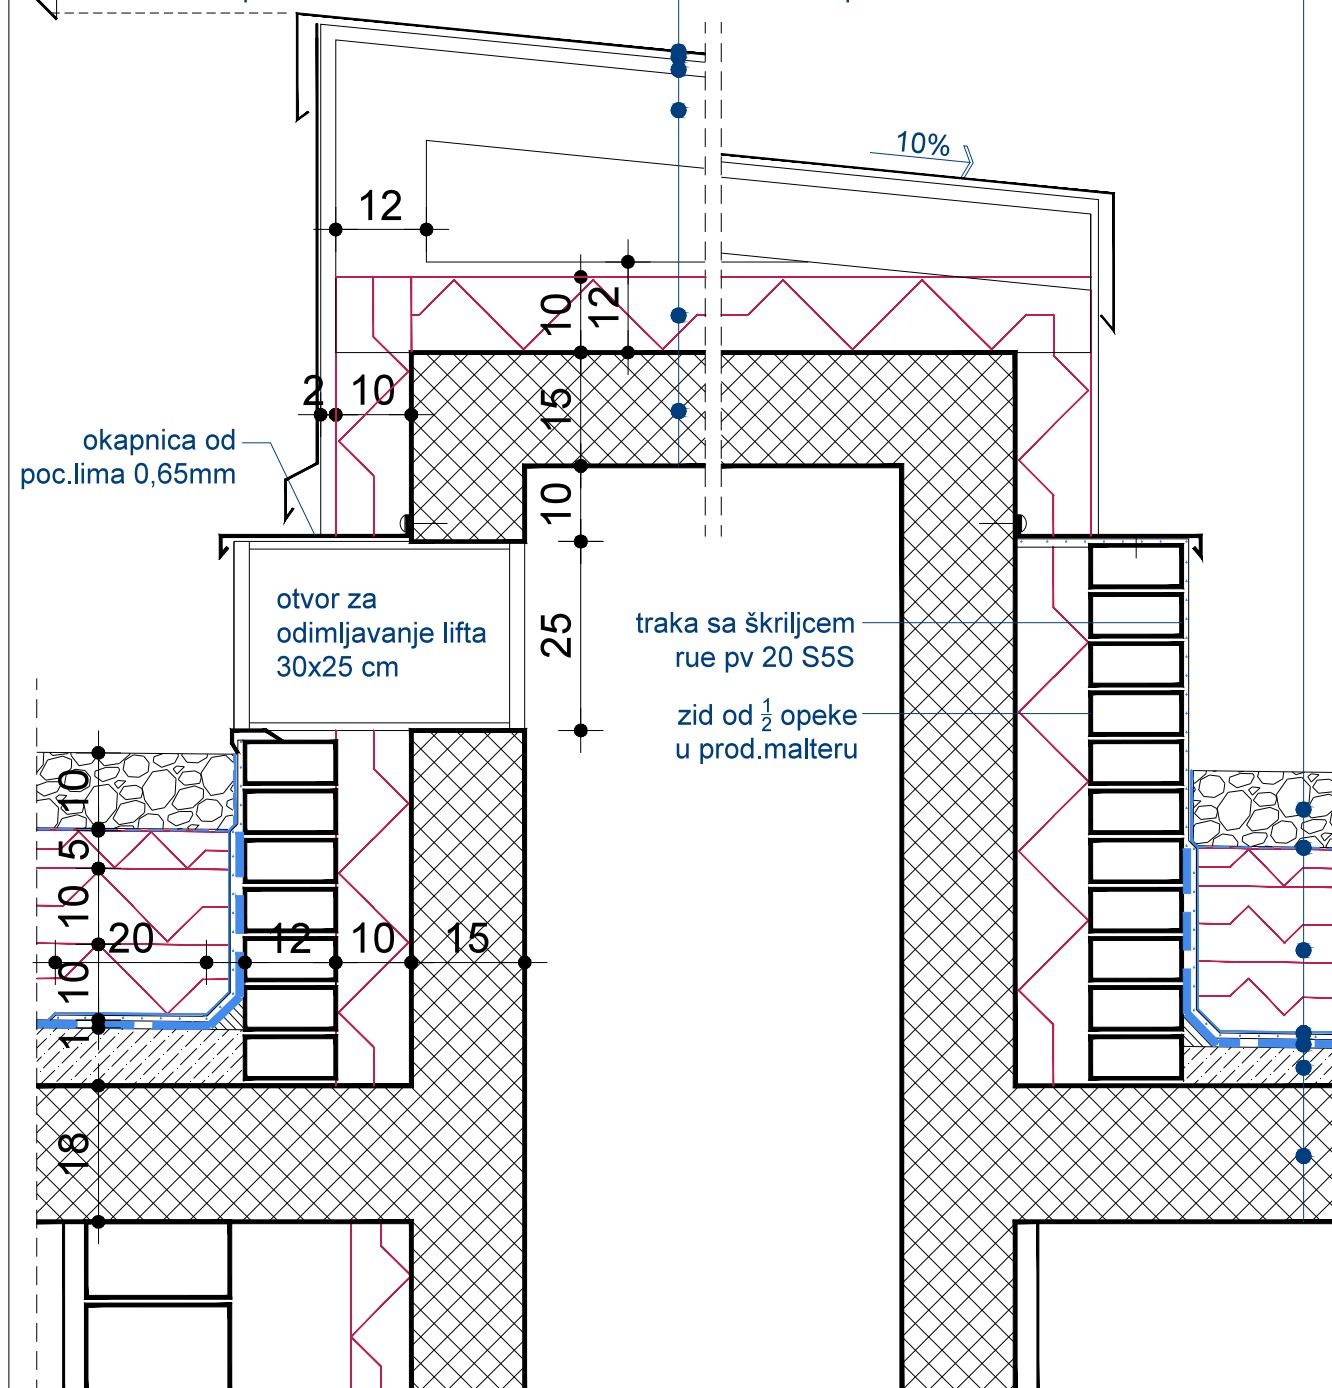 10%
12
10
12
2
10
15
okapnica od
poc.lima 0,65mm
10
otvor za
odimljavanje lifta
30x25 cm
25
traka sa škriljcem
rue pv 20 S5S
zid od 1/2 opeke
u prod.malteru
10
5
10
20
12
10
15
10
1
18